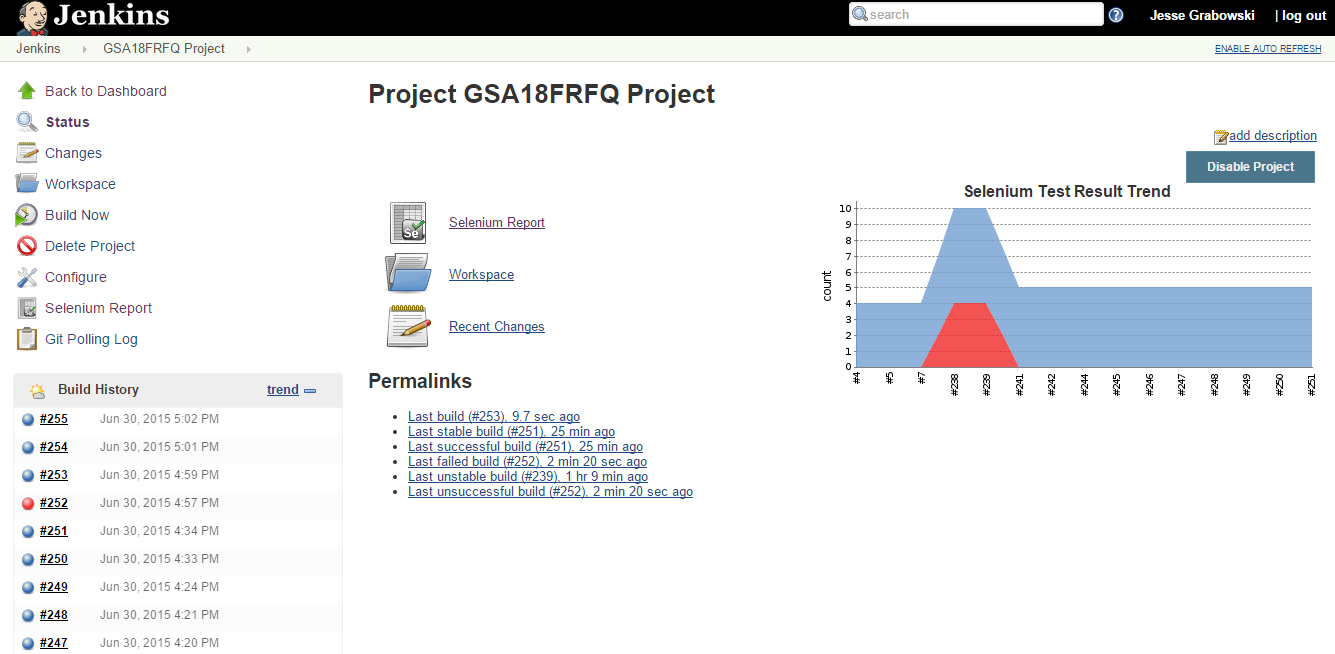 Jenkins
search
Jesse Grabowski
| log out
Jenkins
GSA18FRFQ Project
ENABLE AUTO REFRESH
Back to Dashboard
Status
Changes
Workspace
Build Now
Delete Project
Configure
Selenium Report
Git Polling Log
Build History
trend
#255 Jun 30, 2015 5:02 PM
#254 Jun 30, 2015 5:01 PM
#253 Jun 30, 2015 4:59 PM
#252 Jun 30, 2015 4:57 PM
#251 Jun 30, 2015 4:34 PM
#250 Jun 30, 2015 4:33 PM
#249 Jun 30, 2015 4:24 PM
#248 Jun 30, 2015 4:21 PM
#247 Jun 30, 2015 4:20 PM
Project GSA18FRFQ Project
add description
Disable Project
Se
Selenium Report
Workspace
Recent Changes
Permalinks
Last build (#253), 9.7 sec ago
Last stable build (#251), 25 min ago
Last successful build (#251), 25 min ago
Last failed build (#252), 2 min 20 sec ago
Last unstable build (#239), 1 hr 9 min ago
Last unsuccessful build (#252), 2 min 20 sec ago
Selenium Test Result Trend
count
10
9
8
7
6
5
4
3
2
1
0
#4
#5
#7
#238
#239
#241
#242
#244
#245
#246
#247
#248
#249
#250
#251